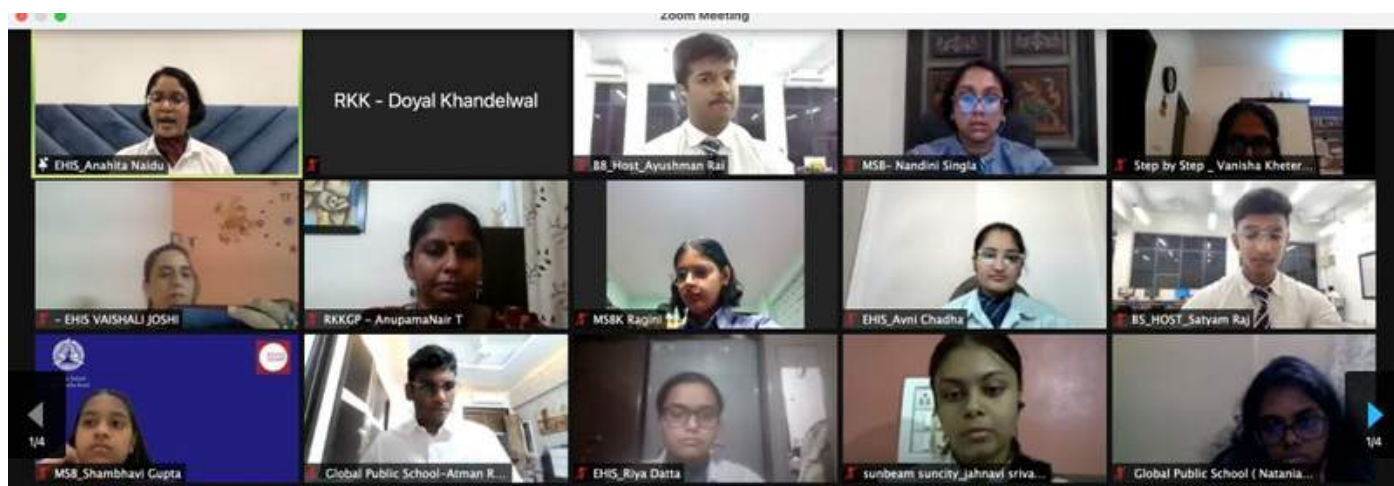 Zoom Meeting
EHIS_Anahita Naidu
RKK - Doyal Khandelwal
BS_Host_Ayushman Rai
MSB- Nandini Singla
Step by Step _ Vanisha Kheter...
- EHIS VAISHALI JOSHI
RKKGP - AnupamaNair T
MSBK Ragini
EHIS_Avni Chadha
BS_HOST_Satyam Raj
MSB_Shambhavi Gupta
Global Public School-Atman R...
EHIS_Riya Datta
sunbeam suncity_jahnavi sriva...
Global Public School ( Natania...
1/4
1/4